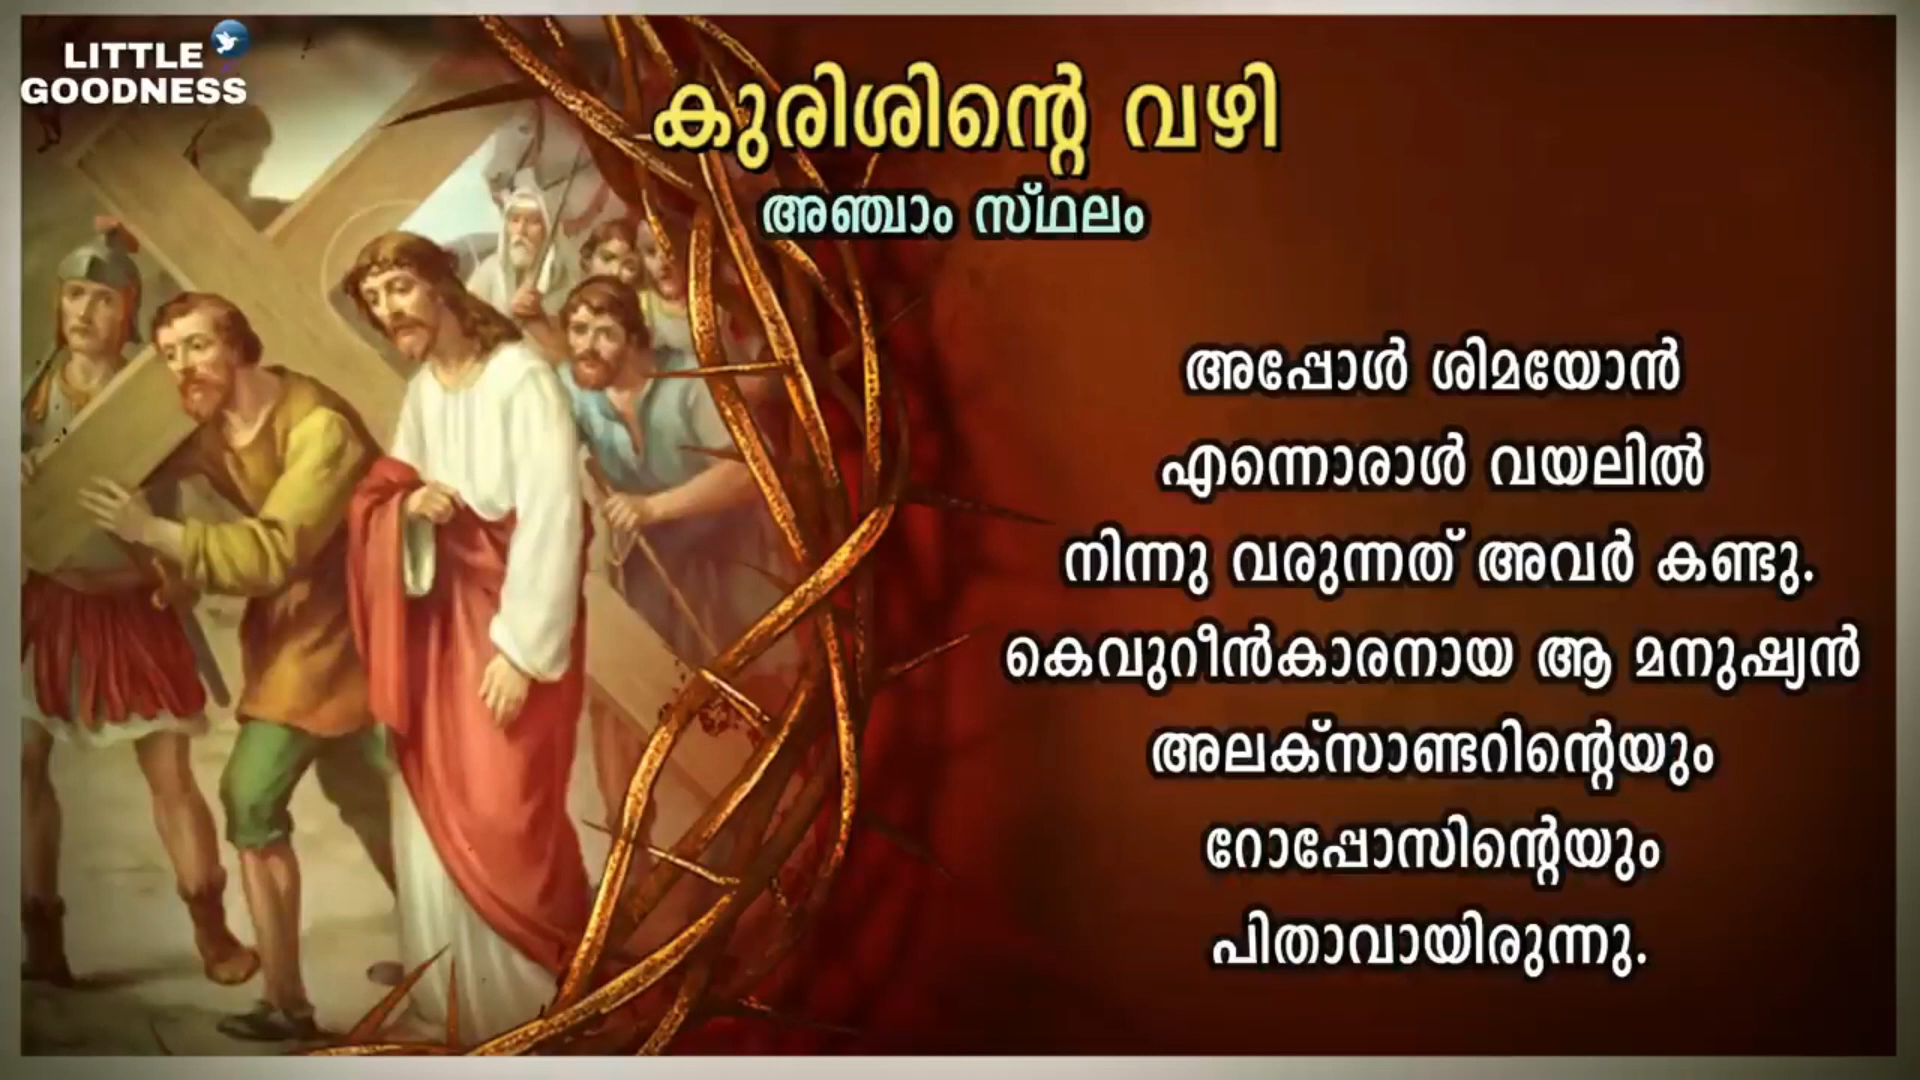 LITTLE
GOODNESS
കുരിശിന്റെ വഴി
അഞ്ചാം സ്ഥലം
അപ്പോൾ ശിമയോൻ
എന്നൊരാൾ വയലിൽ
നിന്നു വരുന്നത് അവർ കണ്ടു.
കെവുറീൻകാരനായ ആ മനുഷ്യൻ
അലക്സാണ്ടറിന്റെയും
റോപ്പോസിന്റെയും
പിതാവായിരുന്നു.